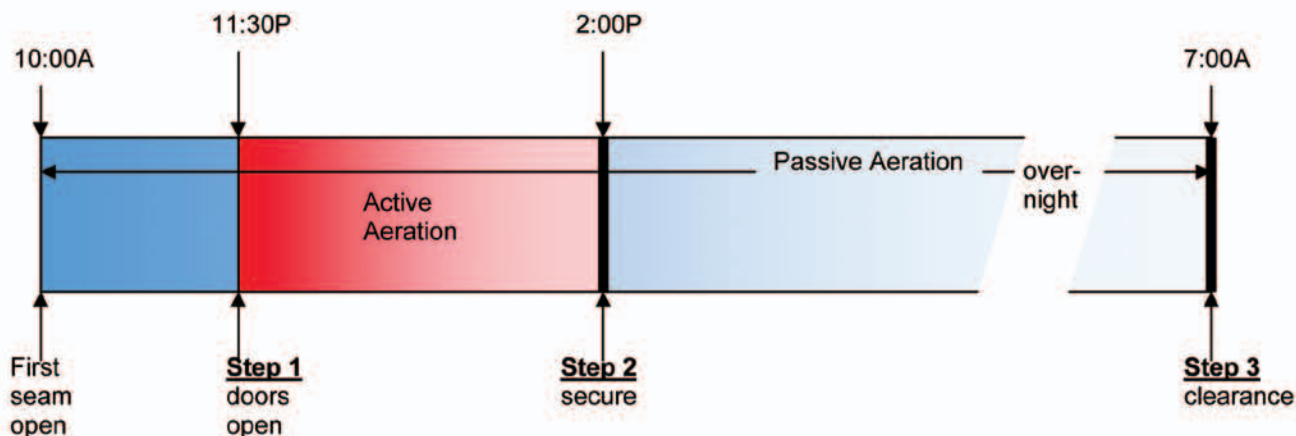 11:30P
2:00P
10:00A
7:00A
Passive Aeration
over-
night
Active
Aeration
First
seam
open
Step 1
doors
open
Step 2
secure
Step 3
clearance